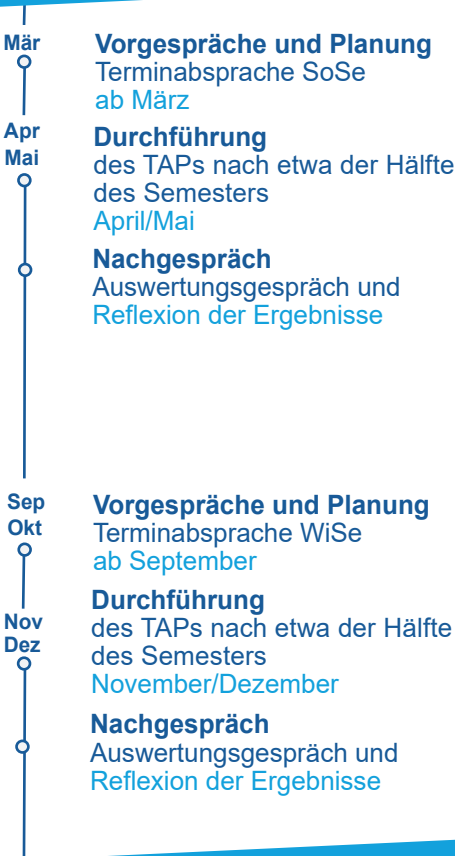 Mär
Vorgespräche und Planung
Terminabsprache SoSe
ab März
Apr
Mai
Durchführung
des TAPs nach etwa der Hälfte
des Semesters
April/Mai
Nachgespräch
Auswertungsgespräch und
Reflexion der Ergebnisse
Sep
Okt
Vorgespräche und Planung
Terminabsprache WiSe
ab September
Nov
Dez
Durchführung
des TAPs nach etwa der Hälfte
des Semesters
November/Dezember
Nachgespräch
Auswertungsgespräch und
Reflexion der Ergebnisse